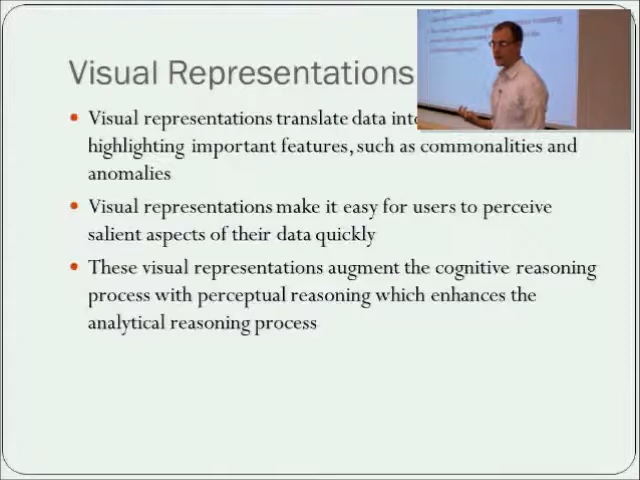 Visual Representations
Visual representations translate data into
highlighting important features, such as commonalities and
anomalies
Visual representations make it easy for users to perceive
salient aspects of their data quickly
These visual representations augment the cognitive reasoning
process with perceptual reasoning which enhances the
analytical reasoning process